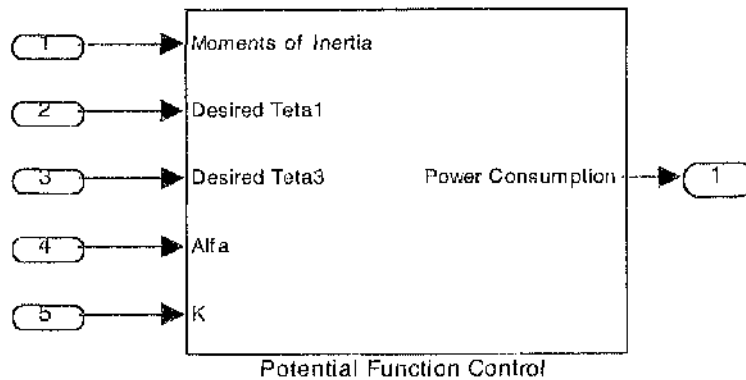 1 Moments of Inertia
2 Desired Teta1
3 Desired Teta3 Power Consumption 1
4 Alfa
5 K
Potential Function Control